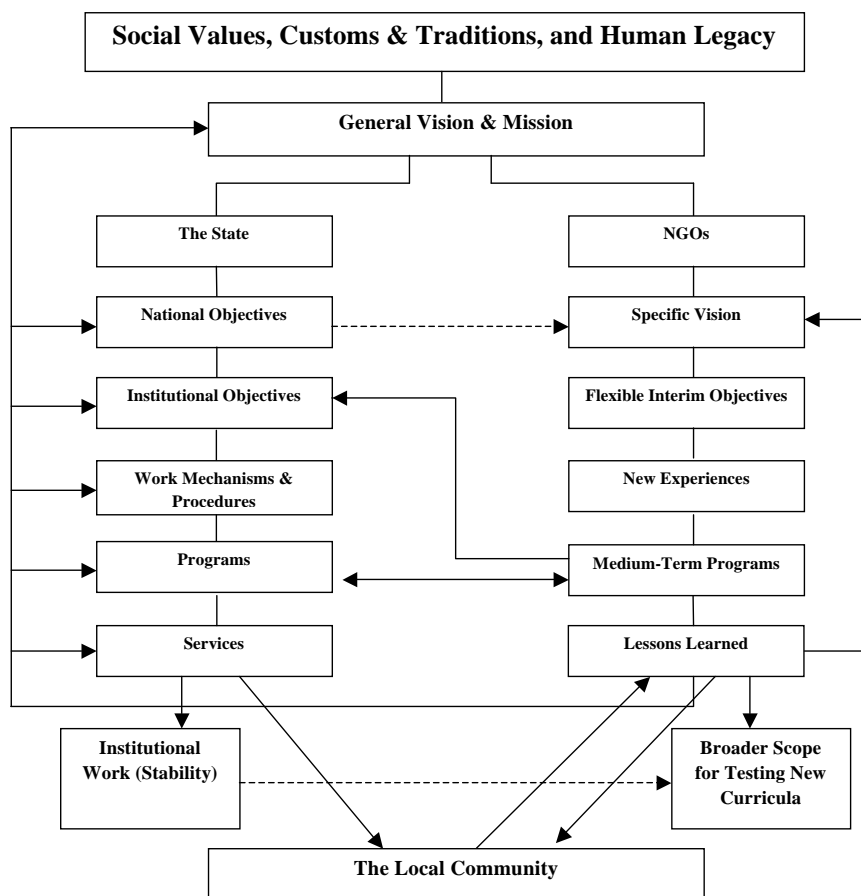 Social Values, Customs & Traditions, and Human Legacy
General Vision & Mission
The State
NGOs
National Objectives
Specific Vision
Institutional Objectives
Flexible Interim Objectives
Work Mechanisms &
Procedures
New Experiences
Programs
Medium-Term Programs
Services
Lessons Learned
Institutional
Work (Stability)
Broader Scope
for Testing New
Curricula
The Local Community